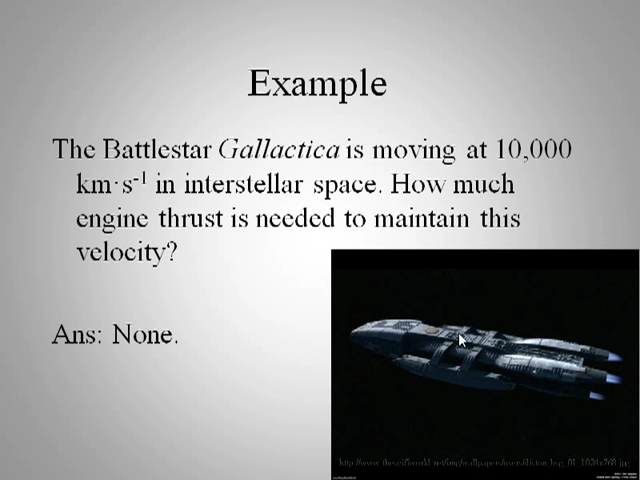 Example
The Battlestar Gallactica is moving at 10,000
km·s-1 in interstellar space. How much
engine thrust is needed to maintain this
velocity?
Ans: None.